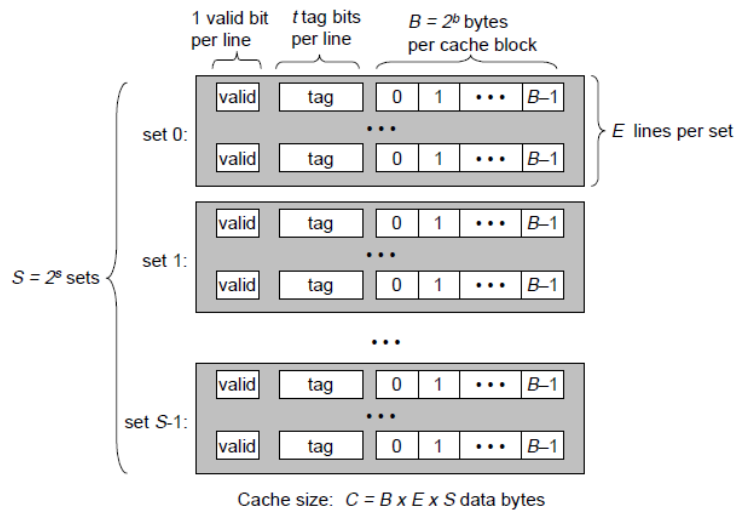 1 valid bit per line
t tag bits per line
B = 2^b bytes per cache block
valid tag 0 1 • • • B–1
• • •
set 0:
valid tag 0 1 • • • B–1
E lines per set
valid tag 0 1 • • • B–1
set 1:
• • •
valid tag 0 1 • • • B–1
S = 2^s sets
• • •
valid tag 0 1 • • • B–1
• • •
set S-1:
valid tag 0 1 • • • B–1
Cache size: C = B x E x S data bytes